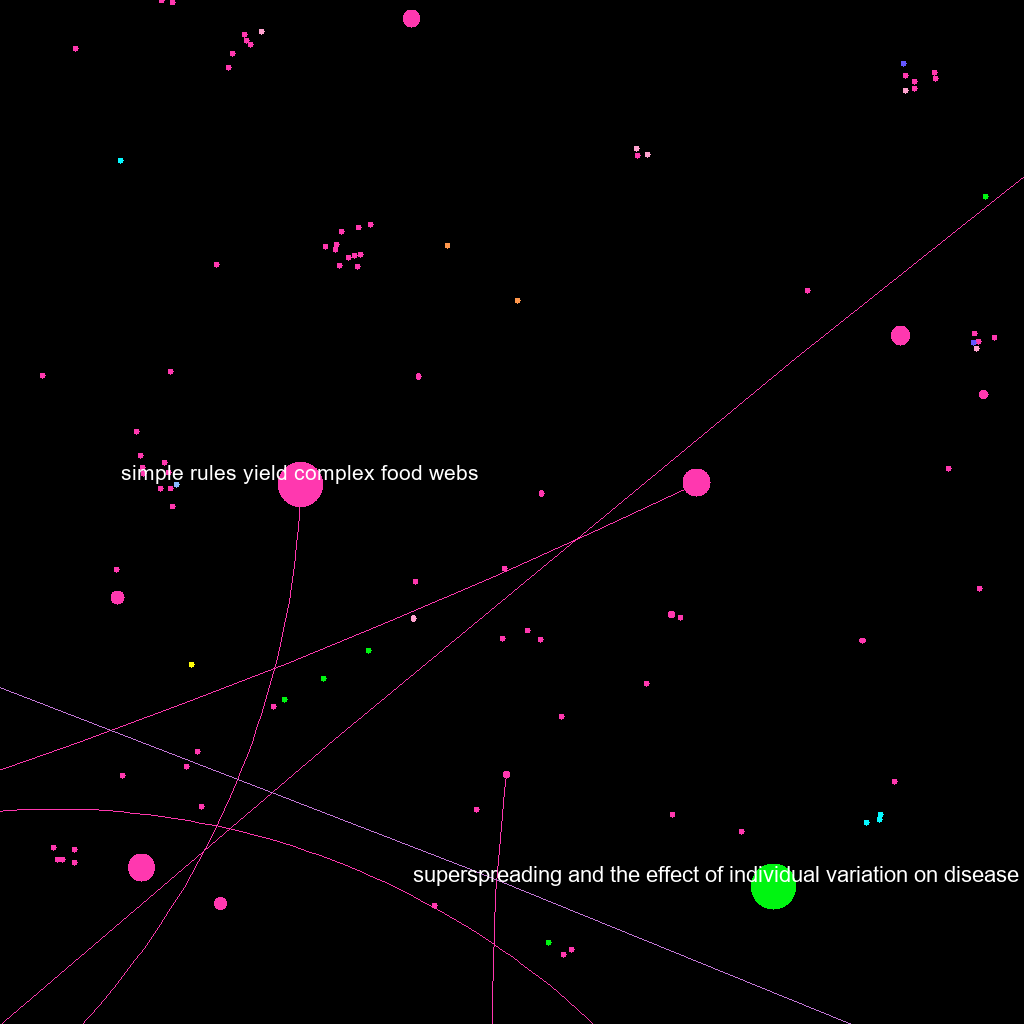 simple rules yield complex food webs
superspreading and the effect of individual variation on disease